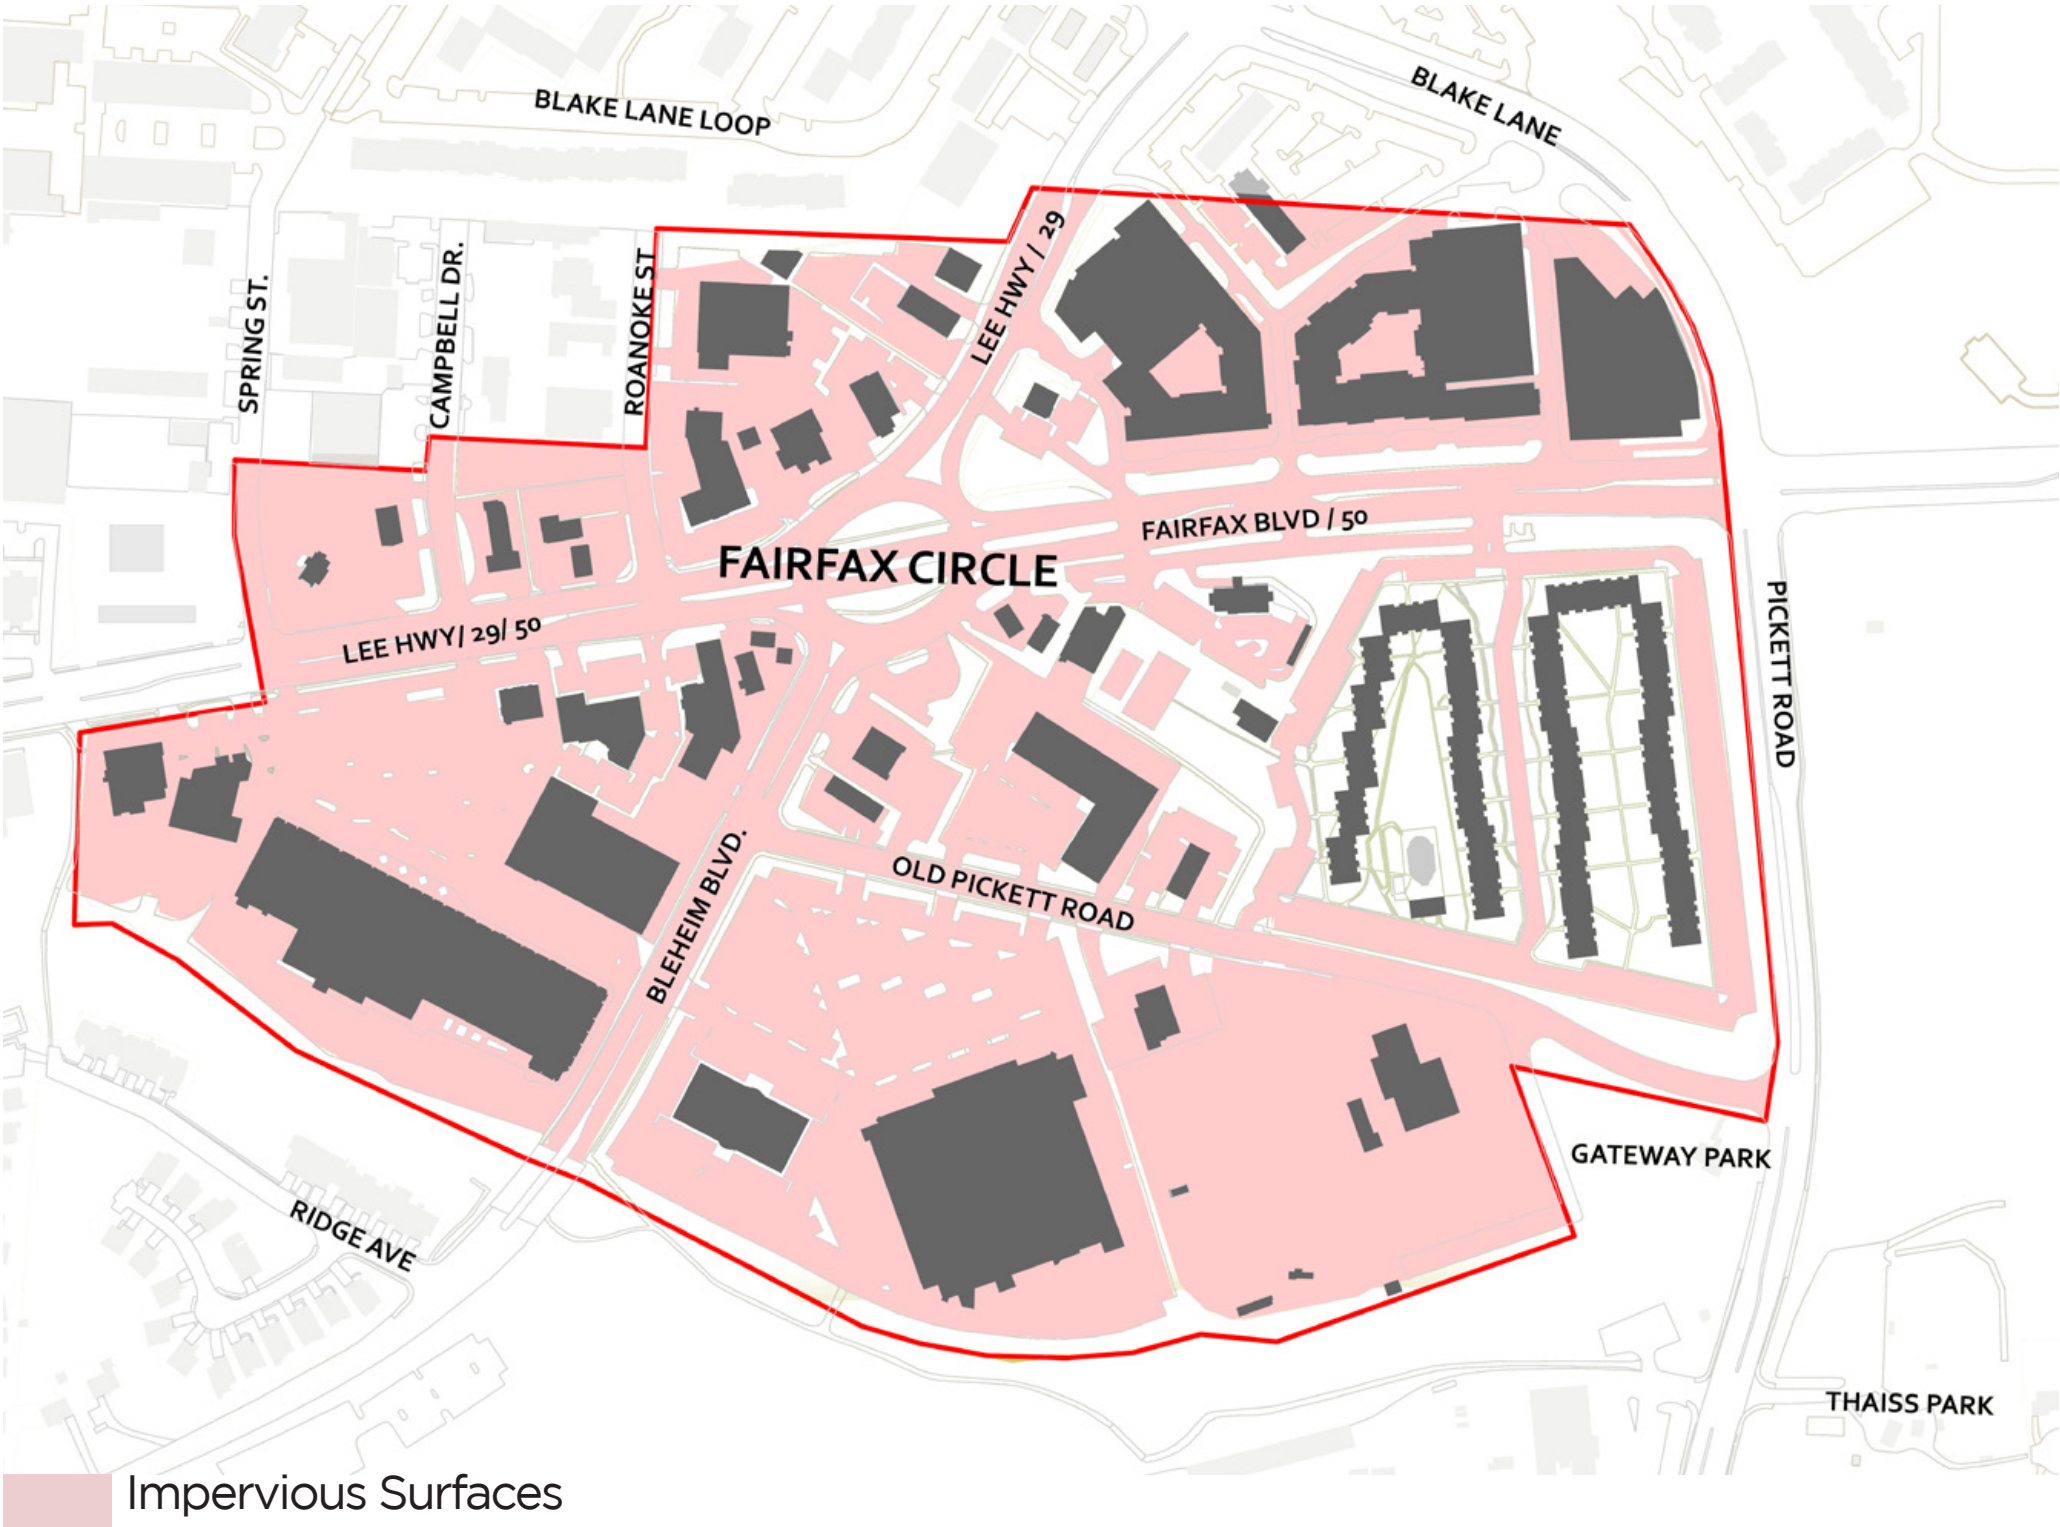 BLAKE LANE LOOP
BLAKE LANE
LEE HWY / 29
SPRING ST.
CAMPBELL DR.
ROANOKE ST
FAIRFAX BLVD / 50
FAIRFAX CIRCLE
LEE HWY/ 29/ 50
PICKETT ROAD
BLEHEIM BLVD.
OLD PICKETT ROAD
GATEWAY PARK
RIDGE AVE
THAISS PARK
Impervious Surfaces